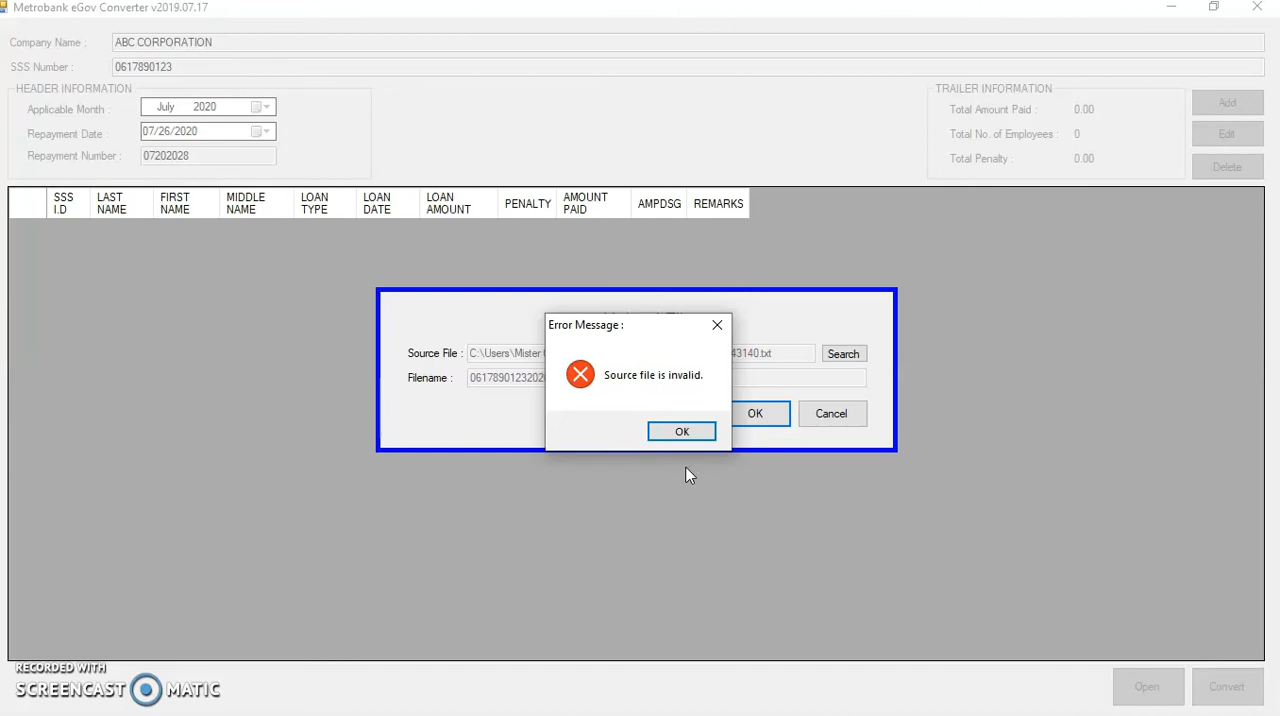 Metrobank eGov Converter v2019.07.17
Company Name : ABC CORPORATION
SSS Number : 0617890123
HEADER INFORMATION
Applicable Month : July 2020
Repayment Date : 07/26/2020
Repayment Number : 07202028
TRAILER INFORMATION
Total Amount Paid : 0.00
Total No. of Employees : 0
Total Penalty : 0.00
Add
Edit
Delete
SSS I.D LAST NAME FIRST NAME MIDDLE NAME LOAN TYPE LOAN DATE LOAN AMOUNT PENALTY AMOUNT PAID AMPDSG REMARKS
Error Message :
Source File : C:\Users\Mister 43140.txt Search
Source file is invalid.
Filename : 0617890123202
OK Cancel
OK
RECORDED WITH
SCREENCAST MATIC
Open Convert